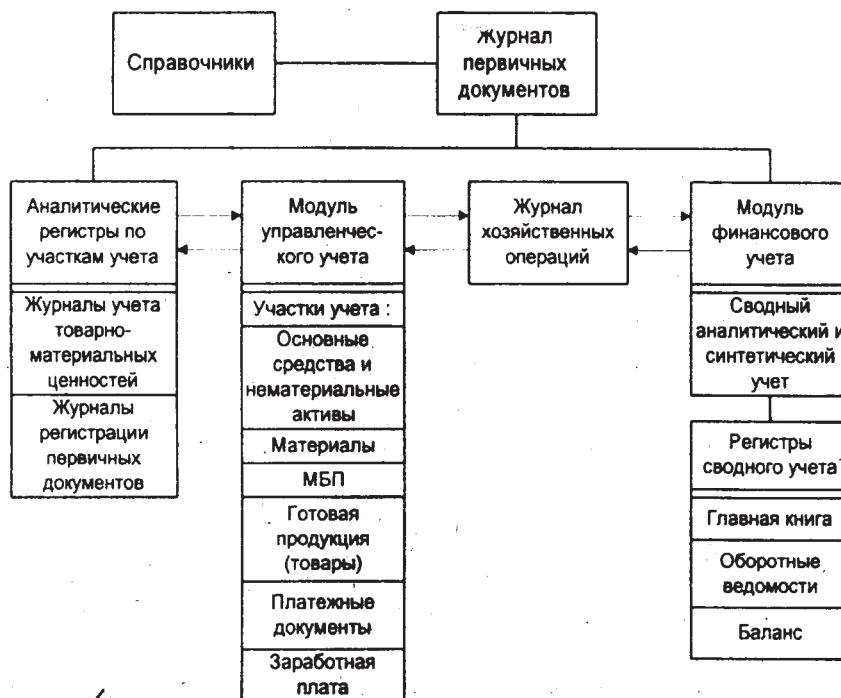 Справочники
Журнал
первичных
документов
Аналитические
регистры по
участкам учета
Журналы учета
товарно-
материальных
ценностей
Журналы
регистрации
первичных
документов
Модуль
управленчес-
кого учета
Участки учета :
Основные
средства и
нематериальные
активы
Материалы
МБП
Готовая
продукция
(товары)
Платежные
документы
Заработная
плата
Журнал
хозяйственных
операций
Модуль
финансового
учета
Сводный
аналитический и
синтетический
учет
Регистры
сводного учета
Главная книга
Оборотные
ведомости
Баланс